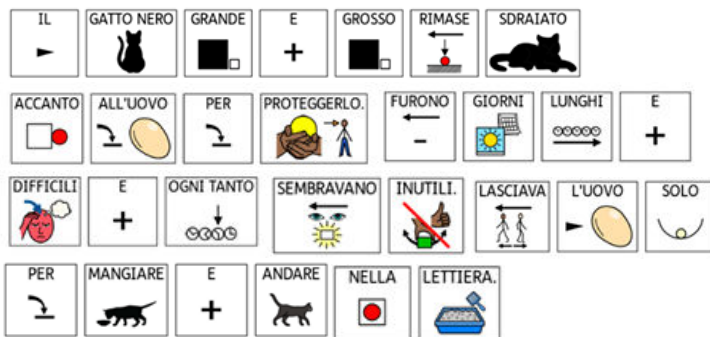 IL GATTO NERO GRANDE E GROSSO RIMASE SDRAIATO
ACCANTO ALL'UOVO PER PROTEGGERLO. FURONO GIORNI LUNGHI E
DIFFICILI E OGNI TANTO SEMBRAVANO INUTILI. LASCIAVA L'UOVO SOLO
PER MANGIARE E ANDARE NELLA LETTIERA.